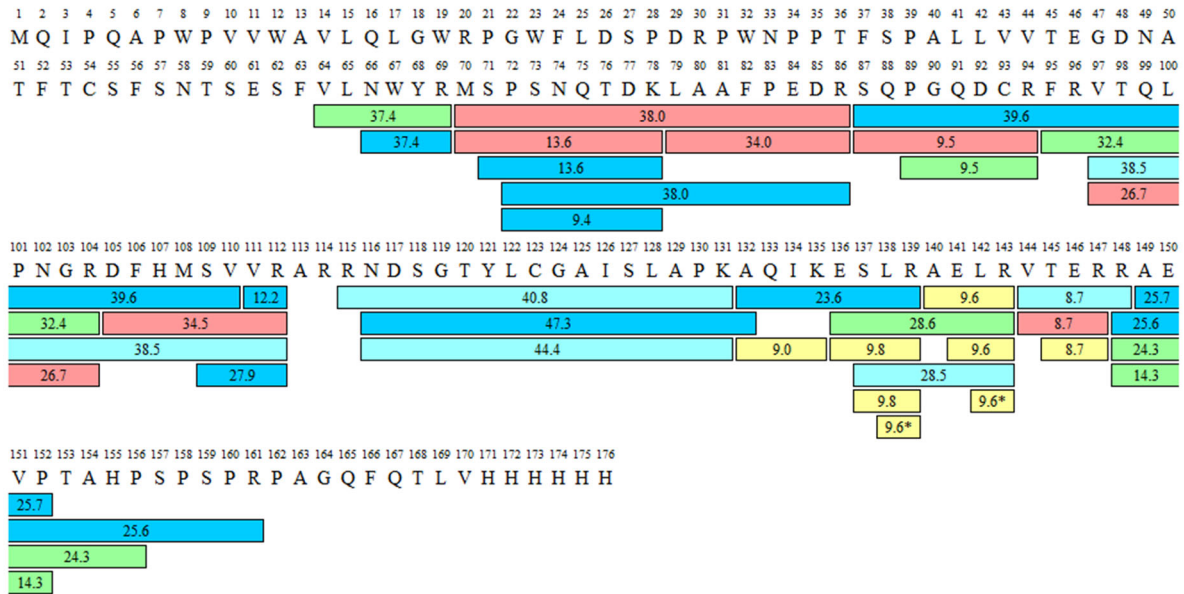 1 2 3 4 5 6 7 8 9 10 11 12 13 14 15 16 17 18 19 20 21 22 23 24 25 26 27 28 29 30 31 32 33 34 35 36 37 38 39 40 41 42 43 44 45 46 47 48 49 50
M Q I P Q A P W P V V W A V L Q L G W R P G W F L D S P D R P W N P P T F S P A L L V V T E G D N A
51 52 53 54 55 56 57 58 59 60 61 62 63 64 65 66 67 68 69 70 71 72 73 74 75 76 77 78 79 80 81 82 83 84 85 86 87 88 89 90 91 92 93 94 95 96 97 98 99 100
T F T C S F S N T S E S F V L N W Y R M S P S N Q T D K L A A F P E D R S Q P G Q D C R F R V T Q L
37.4 38.0 39.6
37.4 13.6 34.0 9.5 32.4
13.6 9.5 38.5
38.0 26.7
9.4
101 102 103 104 105 106 107 108 109 110 111 112 113 114 115 116 117 118 119 120 121 122 123 124 125 126 127 128 129 130 131 132 133 134 135 136 137 138 139 140 141 142 143 144 145 146 147 148 149 150
P N G R D F H M S V V R A R R N D S G T Y L C G A I S L A P K A Q I K E S L R A E L R V T E R R A E
39.6 12.2 40.8 23.6 9.6 8.7 25.7
32.4 34.5 47.3 28.6 8.7 25.6
38.5 44.4 9.0 9.8 9.6 8.7 24.3
26.7 27.9 28.5 14.3
9.8 9.6*
9.6*
151 152 153 154 155 156 157 158 159 160 161 162 163 164 165 166 167 168 169 170 171 172 173 174 175 176
V P T A H P S P S P R P A G Q F Q T L V H H H H H H
25.7
25.6
24.3
14.3